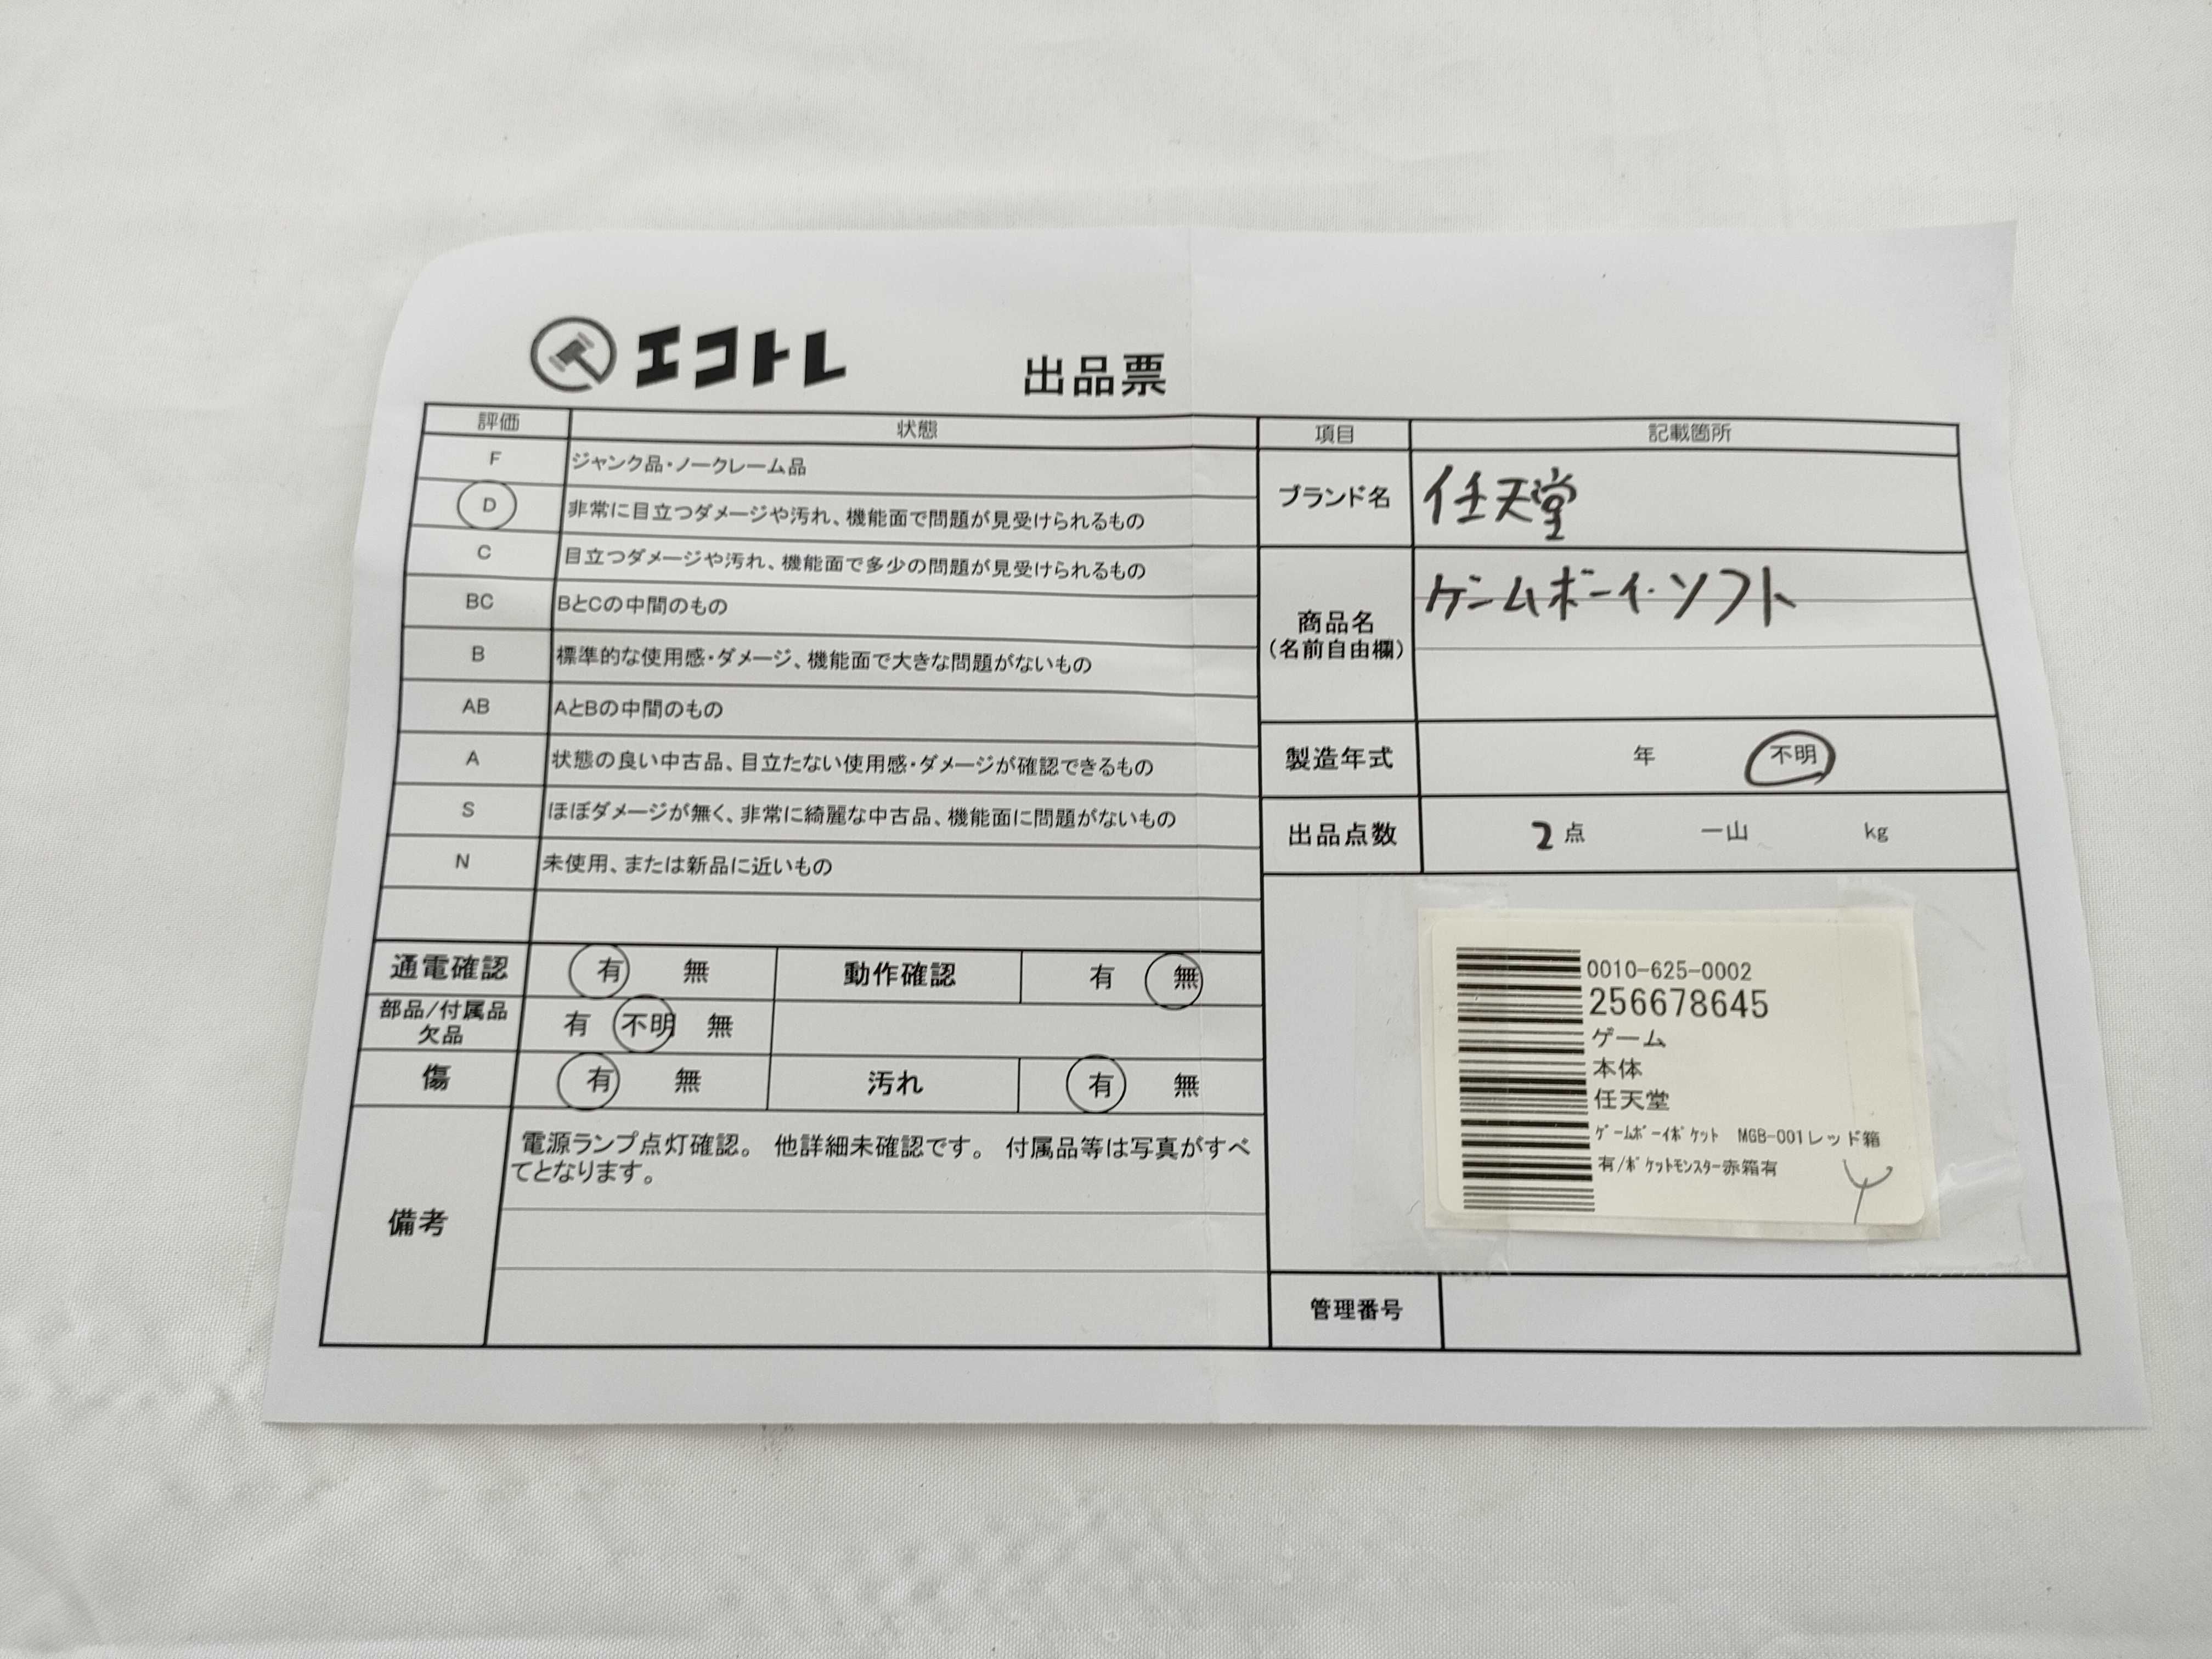 エコトレ 出品票
評価 状態
F ジャンク品・ノークレーム品
D 非常に目立つダメージや汚れ、機能面で問題が見受けられるもの
C 目立つダメージや汚れ、機能面で多少の問題が見受けられるもの
BC BとCの中間のもの
B 標準的な使用感・ダメージ、機能面で大きな問題がないもの
AB AとBの中間のもの
A 状態の良い中古品、目立たない使用感・ダメージが確認できるもの
S ほぼダメージが無く、非常に綺麗な中古品、機能面に問題がないもの
N 未使用、または新品に近いもの
通電確認 有 無 動作確認 有 無
部品/付属品
欠品 有 不明 無
傷 有 無 汚れ 有 無
備考
電源ランプ点灯確認。 他詳細未確認です。 付属品等は写真がすべ
てとなります。
項目 記載箇所
ブランド名 任天堂
商品名
(名前自由欄)
ゲームボーイ・ソフト
製造年式 年 不明
出品点数 2点 一山 kg
0010-625-0002
256678645
ゲーム
本体
任天堂
ｹﾞｰﾑﾎﾞｰｲﾎﾟｹｯﾄ MGB-001レッド箱
有/ﾎﾟｹｯﾄﾓﾝｽﾀｰ赤箱有
管理番号